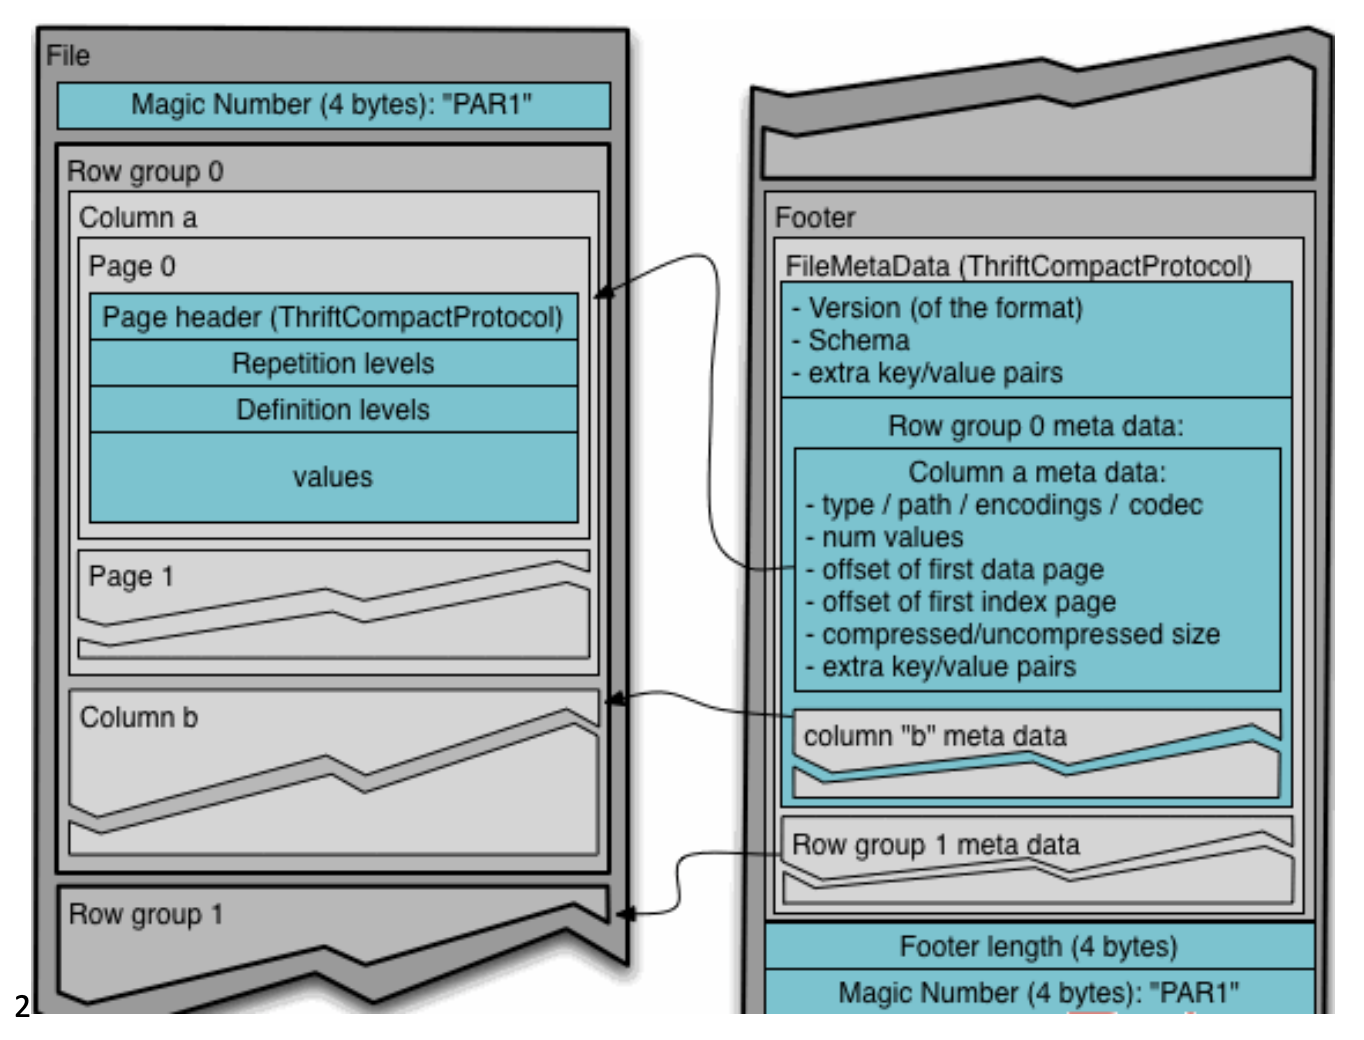 File
Magic Number (4 bytes): "PAR1"
Row group 0
Column a
Page 0
Page header (ThriftCompactProtocol)
Repetition levels
Definition levels
values
Page 1
Column b
Row group 1
2
Footer
FileMetaData (ThriftCompactProtocol)
- Version (of the format)
- Schema
- extra key/value pairs
Row group 0 meta data:
Column a meta data:
- type / path / encodings / codec
- num values
- offset of first data page
- offset of first index page
- compressed/uncompressed size
- extra key/value pairs
column "b" meta data
Row group 1 meta data
Footer length (4 bytes)
Magic Number (4 bytes): "PAR1"